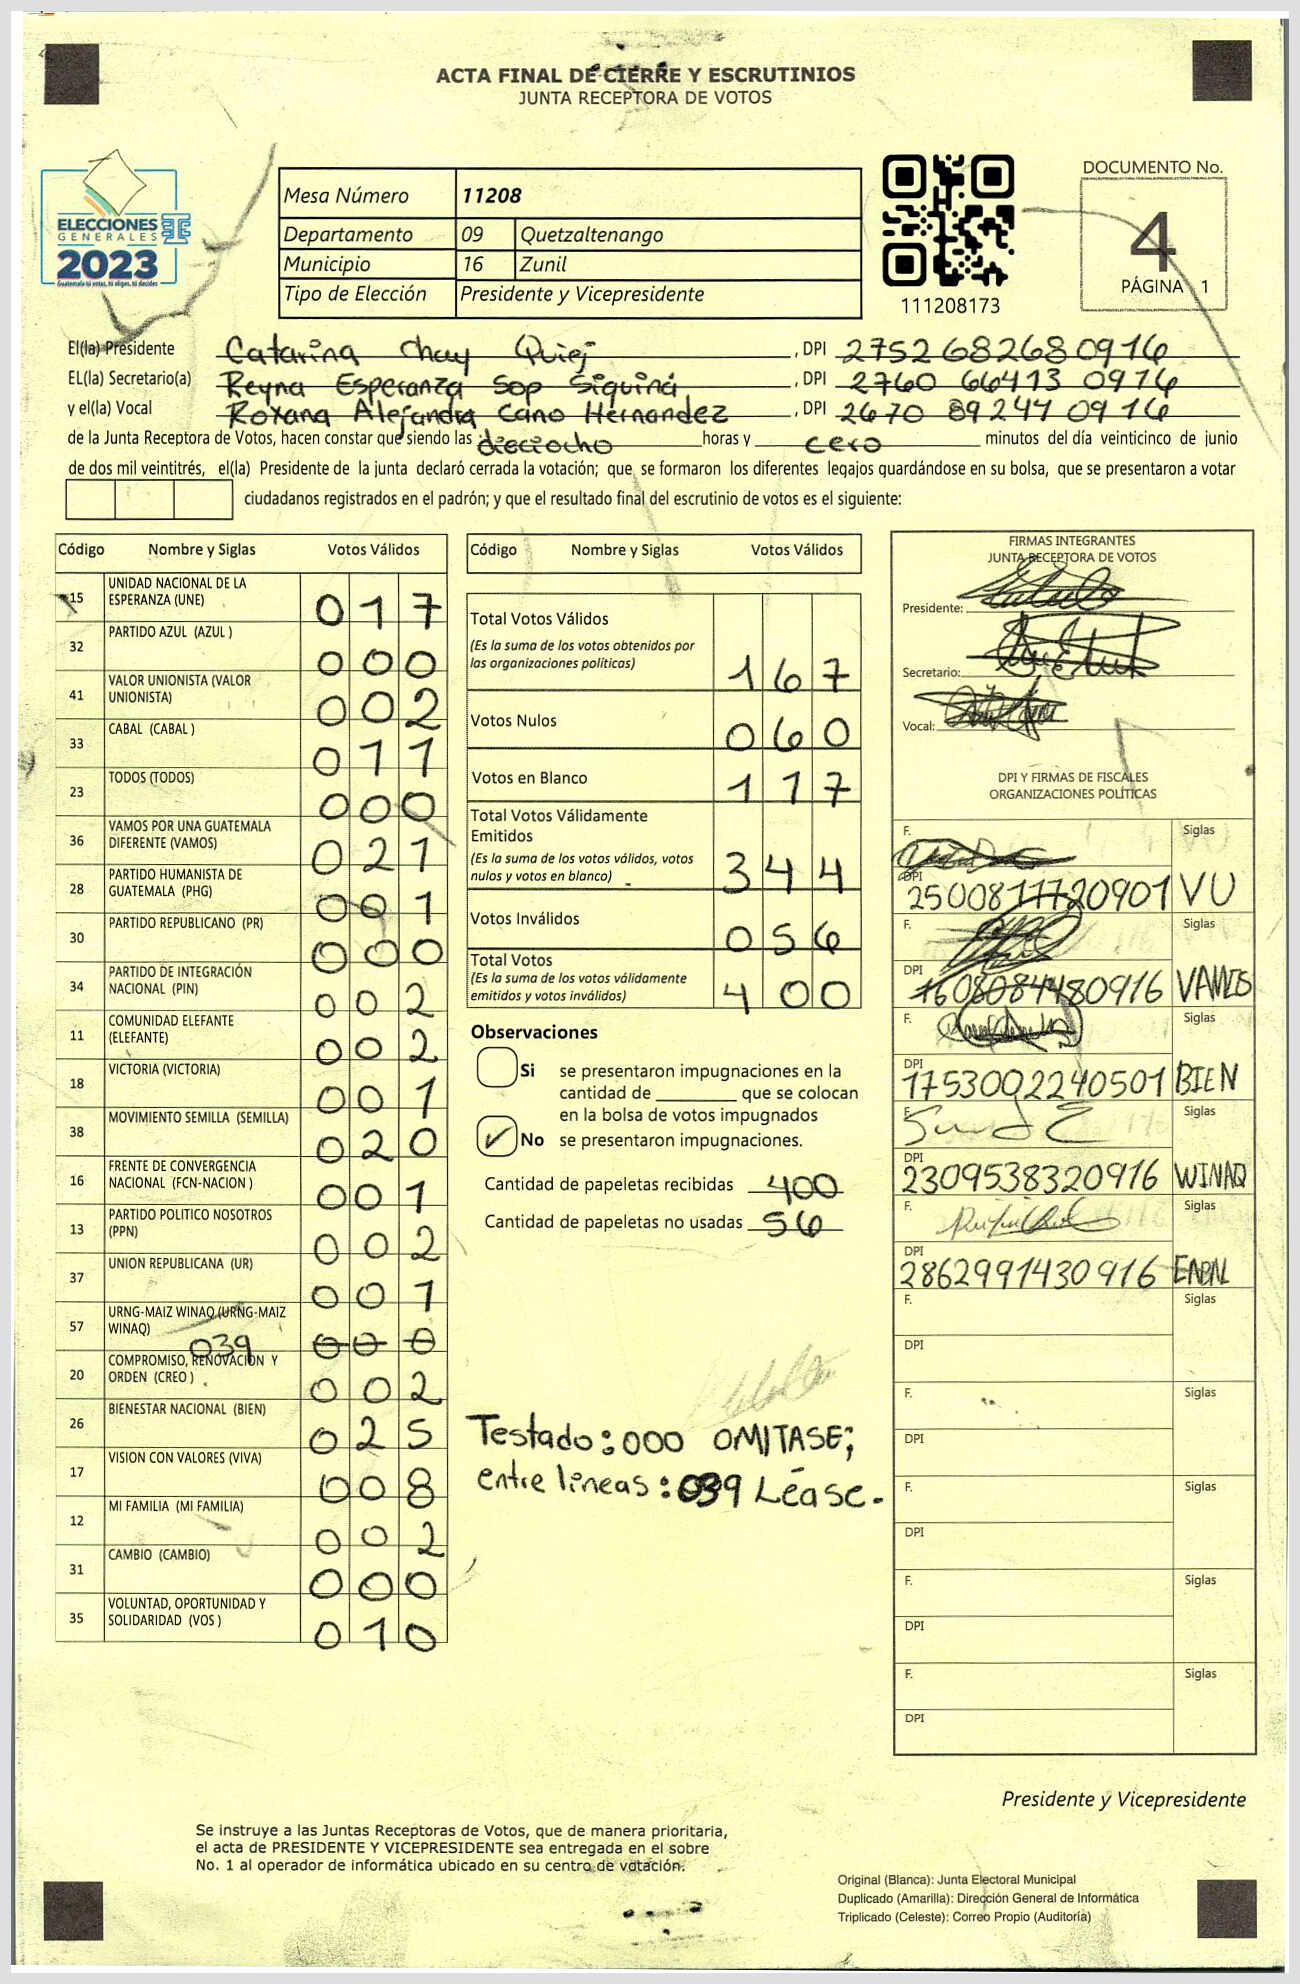 ACTA FINAL DE CIERRE Y ESCRUTINIOS
JUNTA RECEPTORA DE VOTOS
ELECCIONES
GENERALES
2023
Guatemala tú votas, tú eliges, tú decides
Mesa Número 11208
Departamento 09 Quetzaltenango
Municipio 16 Zunil
Tipo de Elección Presidente y Vicepresidente
111208173
DOCUMENTO No.
4
PÁGINA 1
El(la) Presidente Catarina Chay Quiej, DPI 2752682680916
EL(la) Secretario(a) Reyna Esperanza Sop Siquiná, DPI 2760 66413 0916
y el(la) Vocal Roxana Alejandra Cano Hernandez, DPI 2670 89244 0916
de la Junta Receptora de Votos, hacen constar que siendo las dieciocho horas y cero minutos del día veinticinco de junio
de dos mil veintitrés, el(la) Presidente de la junta declaró cerrada la votación; que se formaron los diferentes legajos guardándose en su bolsa, que se presentaron a votar
ciudadanos registrados en el padrón; y que el resultado final del escrutinio de votos es el siguiente:
Código Nombre y Siglas Votos Válidos
15 UNIDAD NACIONAL DE LA ESPERANZA (UNE) 017
32 PARTIDO AZUL (AZUL ) 000
41 VALOR UNIONISTA (VALOR UNIONISTA) 002
33 CABAL (CABAL ) 011
23 TODOS (TODOS) 000
36 VAMOS POR UNA GUATEMALA DIFERENTE (VAMOS) 021
28 PARTIDO HUMANISTA DE GUATEMALA (PHG) 001
30 PARTIDO REPUBLICANO (PR) 000
34 PARTIDO DE INTEGRACIÓN NACIONAL (PIN) 002
11 COMUNIDAD ELEFANTE (ELEFANTE) 002
18 VICTORIA (VICTORIA) 001
38 MOVIMIENTO SEMILLA (SEMILLA) 020
16 FRENTE DE CONVERGENCIA NACIONAL (FCN-NACION ) 001
13 PARTIDO POLITICO NOSOTROS (PPN) 002
37 UNION REPUBLICANA (UR) 001
57 URNG-MAIZ WINAQ (URNG-MAIZ WINAQ) 039 000
20 COMPROMISO, RENOVACIÓN Y ORDEN (CREO ) 002
26 BIENESTAR NACIONAL (BIEN) 025
17 VISION CON VALORES (VIVA) 008
12 MI FAMILIA (MI FAMILIA) 002
31 CAMBIO (CAMBIO) 000
35 VOLUNTAD, OPORTUNIDAD Y SOLIDARIDAD (VOS ) 010
Código Nombre y Siglas Votos Válidos
Total Votos Válidos 167
(Es la suma de los votos obtenidos por
las organizaciones políticas)
Votos Nulos 060
Votos en Blanco 117
Total Votos Válidamente
Emitidos 344
(Es la suma de los votos válidos, votos
nulos y votos en blanco)
Votos Inválidos 056
Total Votos 400
(Es la suma de los votos válidamente
emitidos y votos inválidos)
Observaciones
Si se presentaron impugnaciones en la
cantidad de ________ que se colocan
en la bolsa de votos impugnados
✓ No se presentaron impugnaciones.
Cantidad de papeletas recibidas 400
Cantidad de papeletas no usadas 56
Testado: 000 OMITASE;
entre lineas: 039 Léase.
FIRMAS INTEGRANTES
JUNTA RECEPTORA DE VOTOS
Presidente:
Secretario:
Vocal:
DPI Y FIRMAS DE FISCALES
ORGANIZACIONES POLÍTICAS
F. Siglas
DPI 2500811720901 VU
F. Siglas
DPI 1608084480916 VAMOS
F. Siglas
DPI 1753002240501 BIEN
F. Siglas
DPI 2309538320916 WINAQ
F. Siglas
DPI 2862991430916
F. Siglas
DPI
F. Siglas
DPI
F. Siglas
DPI
F. Siglas
DPI
F. Siglas
DPI
Presidente y Vicepresidente
Se instruye a las Juntas Receptoras de Votos, que de manera prioritaria,
el acta de PRESIDENTE Y VICEPRESIDENTE sea entregada en el sobre
No. 1 al operador de informática ubicado en su centro de votación.
Original (Blanca): Junta Electoral Municipal
Duplicado (Amarilla): Dirección General de Informática
Triplicado (Celeste): Correo Propio (Auditoría)